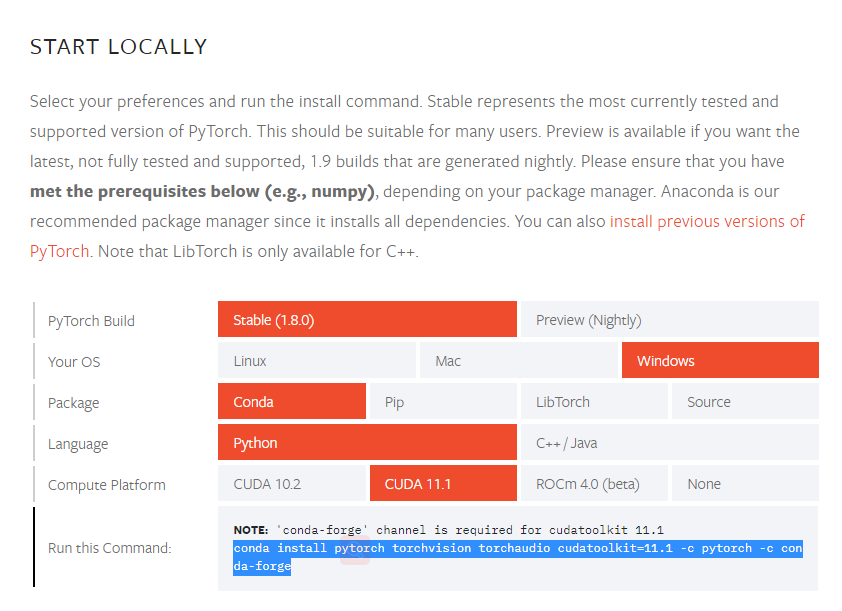 START LOCALLY
Select your preferences and run the install command. Stable represents the most currently tested and
supported version of PyTorch. This should be suitable for many users. Preview is available if you want the
latest, not fully tested and supported, 1.9 builds that are generated nightly. Please ensure that you have
met the prerequisites below (e.g., numpy), depending on your package manager. Anaconda is our
recommended package manager since it installs all dependencies. You can also install previous versions of
PyTorch. Note that LibTorch is only available for C++.
PyTorch Build Stable (1.8.0) Preview (Nightly)
Your OS Linux Mac Windows
Package Conda Pip LibTorch Source
Language Python C++ / Java
Compute Platform CUDA 10.2 CUDA 11.1 ROCm 4.0 (beta) None
NOTE: 'conda-forge' channel is required for cudatoolkit 11.1
Run this Command: conda install pytorch torchvision torchaudio cudatoolkit=11.1 -c pytorch -c con
da-forge